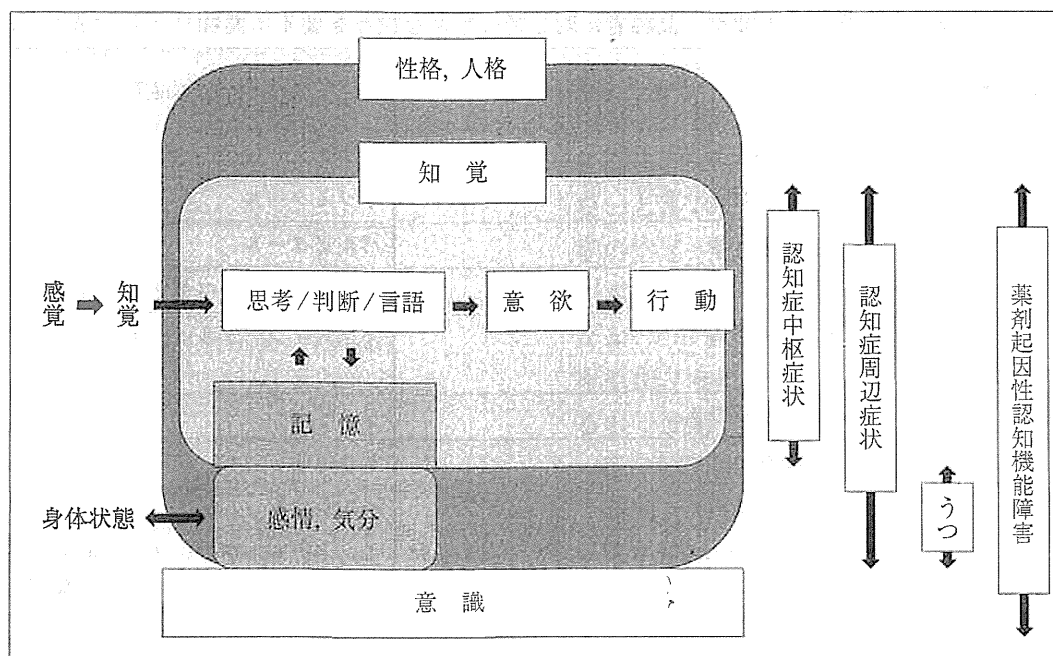 性格, 人格
知 覚
感覚
知覚
思考/判断/言語
意 欲
行 動
記 憶
身体状態
感情, 気分
意 識
認知症中枢症状
認知症周辺症状
うつ
薬剤起因性認知機能障害